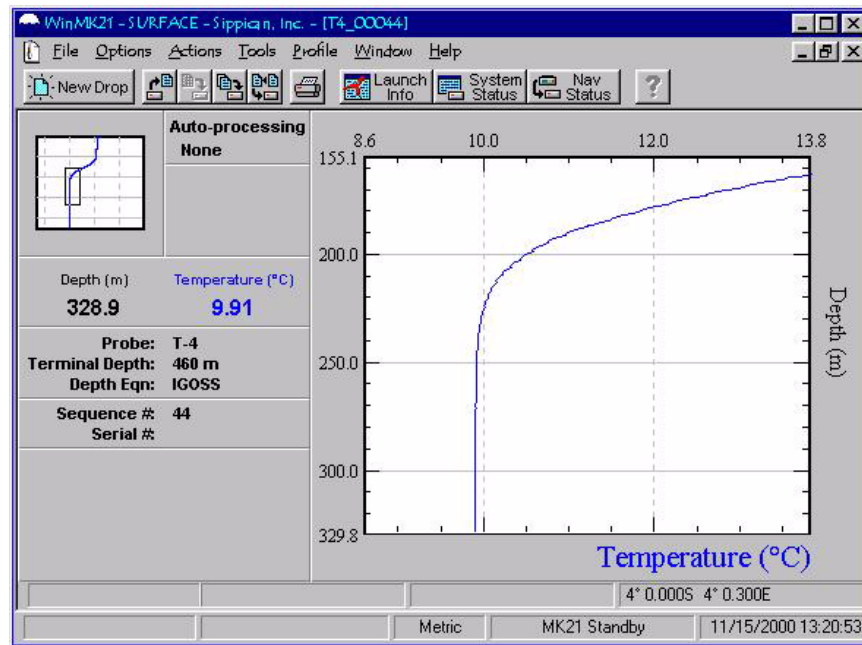 WinMK21 - SURFACE - Sippican, Inc. - [T4_00044]
File Options Actions Tools Profile Window Help
New Drop Launch Info System Status Nav Status ?
Auto-processing
None
Depth (m) Temperature (°C)
328.9 9.91
Probe: T-4
Terminal Depth: 460 m
Depth Eqn: IGOSS
Sequence #: 44
Serial #:
8.6 10.0 12.0 13.8
155.1
200.0
250.0
300.0
329.8
Depth (m)
Temperature (°C)
4° 0.000S 4° 0.300E
Metric MK21 Standby 11/15/2000 13:20:53